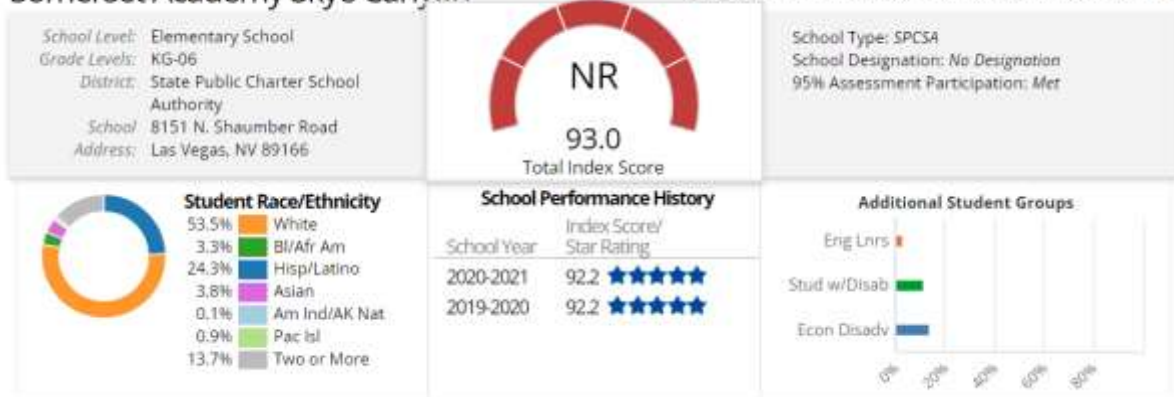 School Level: Elementary School
Grade Levels: KG-06
District: State Public Charter School
Authority
School 8151 N. Shaumber Road
Address: Las Vegas, NV 89166
NR
93.0
Total Index Score
School Type: SPCSA
School Designation: No Designation
95% Assessment Participation: Met
Student Race/Ethnicity
53.5% White
3.3% Bl/Afr Am
24.3% Hisp/Latino
3.8% Asian
0.1% Am Ind/AK Nat
0.9% Pac Isl
13.7% Two or More
School Performance History
Index Score/
School Year Star Rating
2020-2021 92.2
2019-2020 92.2
Additional Student Groups
Eng Lnrs
Stud w/Disab
Econ Disadv
0% 20% 40% 60% 80%